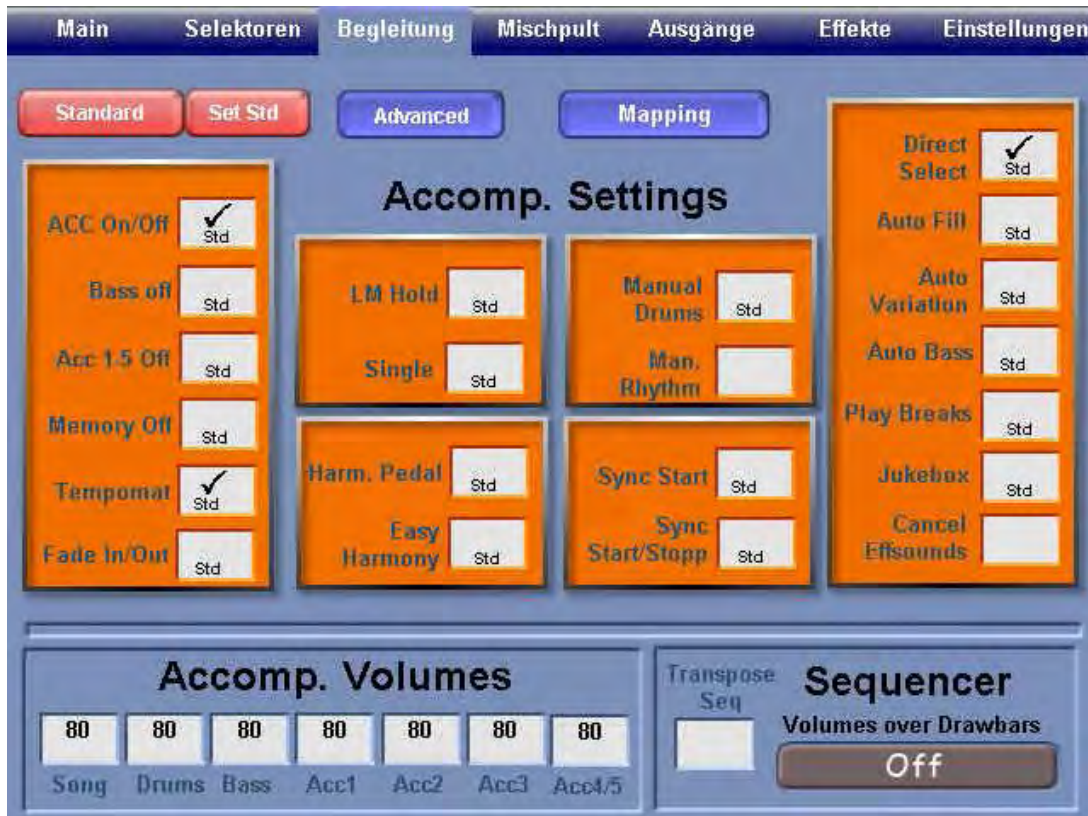 Main Selektoren Begleitung Mischpult Ausgänge Effekte Einstellungen
Standard Set Std Advanced Mapping
Accomp. Settings
ACC On/Off Std
Bass off Std
Acc 1-5 Off Std
Memory Off Std
Tempomat Std
Fade In/Out Std
LM Hold Std
Single Std
Harm. Pedal Std
Easy
Harmony Std
Manual
Drums Std
Man.
Rhythm
Sync Start Std
Sync
Start/Stopp Std
Direct
Select Std
Auto Fill Std
Auto
Variation Std
Auto Bass Std
Play Breaks Std
Jukebox Std
Cancel
Effsounds
Accomp. Volumes
80 80 80 80 80 80 80
Song Drums Bass Acc1 Acc2 Acc3 Acc4/5
Transpose
Seq
Sequencer
Volumes over Drawbars
Off